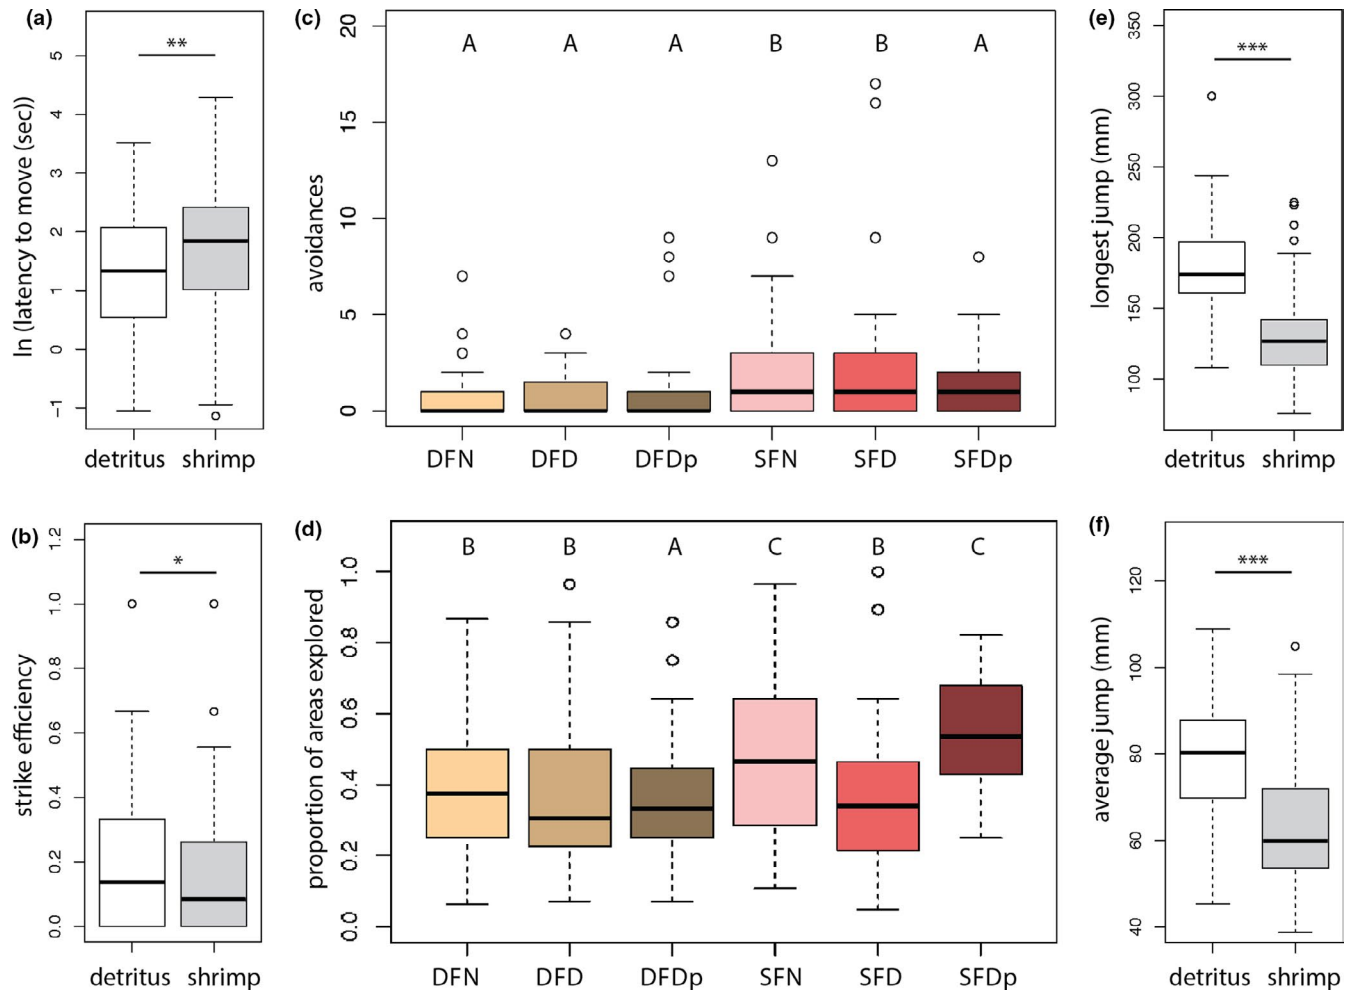 (a)
ln (latency to move (sec))
5
4
3
2
1
0
−1
**
detritus shrimp
(b)
strike efficiency
1.2
1.0
0.8
0.6
0.4
0.2
0.0
*
detritus shrimp
(c)
avoidances
20
15
10
5
0
A A A B B A
DFN DFD DFDp SFN SFD SFDp
(d)
proportion of areas explored
1.0
0.8
0.6
0.4
0.2
0.0
B B A C B C
DFN DFD DFDp SFN SFD SFDp
(e)
longest jump (mm)
350
300
250
200
150
100
***
detritus shrimp
(f)
average jump (mm)
120
100
80
60
40
***
detritus shrimp